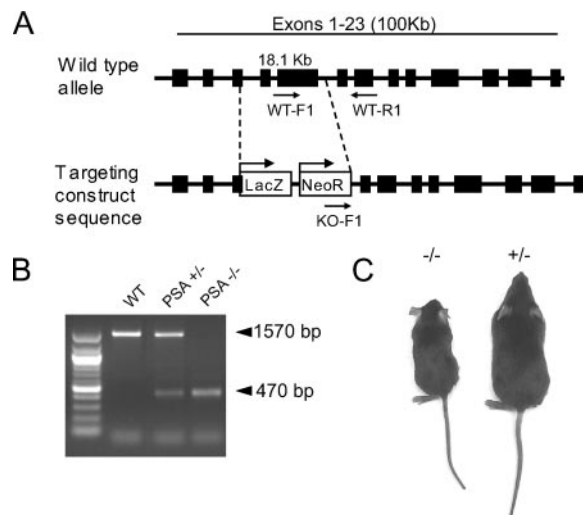 A
Exons 1-23 (100Kb)
Wild type
allele
18.1 Kb
WT-F1
WT-R1
Targeting
construct
sequence
LacZ
NeoR
KO-F1
B
WT
PSA +/-
PSA -/-
1570 bp
470 bp
C
-/-
+/-